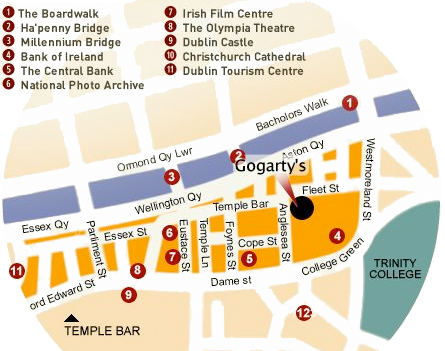 1 The Boardwalk
2 Ha'penny Bridge
3 Millennium Bridge
4 Bank of Ireland
5 The Central Bank
6 National Photo Archive
7 Irish Film Centre
8 The Olympia Theatre
9 Dublin Castle
10 Christchurch Cathedral
11 Dublin Tourism Centre
Bacholors Walk
1
Ormond Qy Lwr
2
Aston Qy
Westmoreland St
Gogarty's
3
Fleet St
Wellington Qy
Temple Bar
Essex Qy
Parliment St
Essex St
6
Eustace St
Temple Ln
Foynes St
Anglesea St
4
Cope St
College Green
11
8
7
5
TRINITY
COLLEGE
ord Edward St
9
Dame st
12
TEMPLE BAR